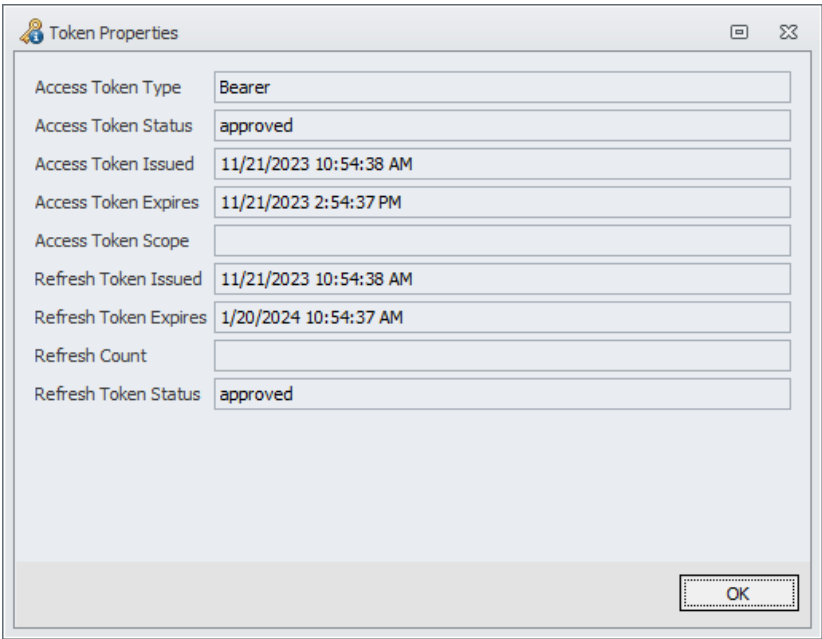 Token Properties
Access Token Type Bearer
Access Token Status approved
Access Token Issued 11/21/2023 10:54:38 AM
Access Token Expires 11/21/2023 2:54:37 PM
Access Token Scope
Refresh Token Issued 11/21/2023 10:54:38 AM
Refresh Token Expires 1/20/2024 10:54:37 AM
Refresh Count
Refresh Token Status approved
OK